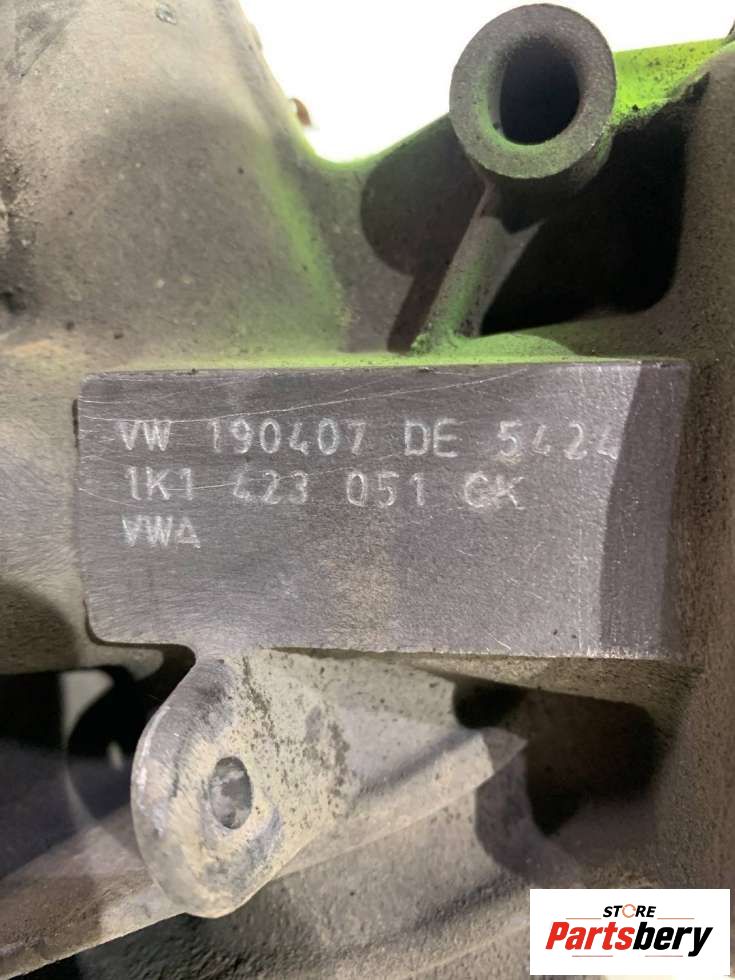 VW 190407 DE 5424
1K1 423 051 CK
VWA
STORE
Partsbery